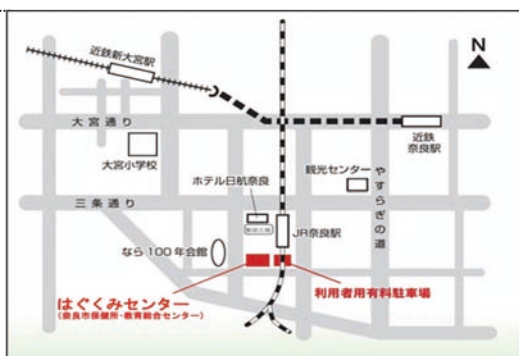 近鉄新大宮駅
N
大宮通り
近鉄
奈良駅
大宮小学校
観光センター
やすらぎの道
ホテル日航奈良
三条通り
JR奈良駅
なら100年会館
はぐくみセンター
(奈良市保健所・教育総合センター)
利用者用有料駐車場